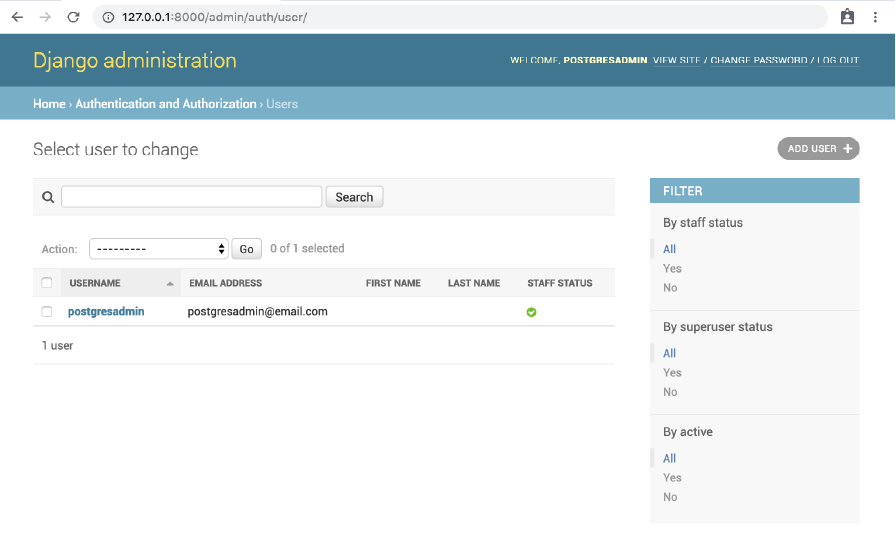 127.0.0.1:8000/admin/auth/user/
Django administration
WELCOME, POSTGRESADMIN VIEW SITE / CHANGE PASSWORD / LOG OUT
Home › Authentication and Authorization › Users
Select user to change
ADD USER +
Search
Action: --------- Go 0 of 1 selected
USERNAME EMAIL ADDRESS FIRST NAME LAST NAME STAFF STATUS
postgresadmin postgresadmin@email.com
1 user
FILTER
By staff status
All
Yes
No
By superuser status
All
Yes
No
By active
All
Yes
No